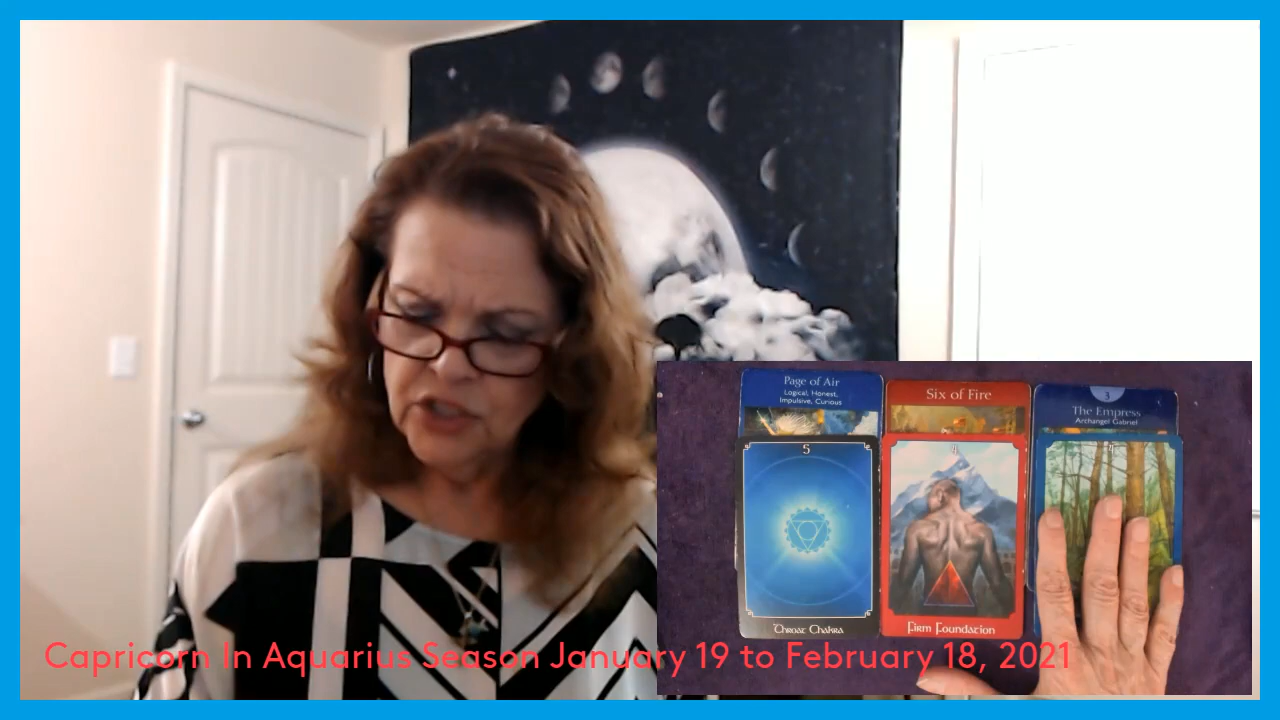 Page of Air
Logical, Honest,
Impulsive, Curious
Six of Fire
3
The Empress
Archangel Gabriel
5
4
Throat Chakra
Firm Foundation
Capricorn In Aquarius Season January 19 to February 18, 2021